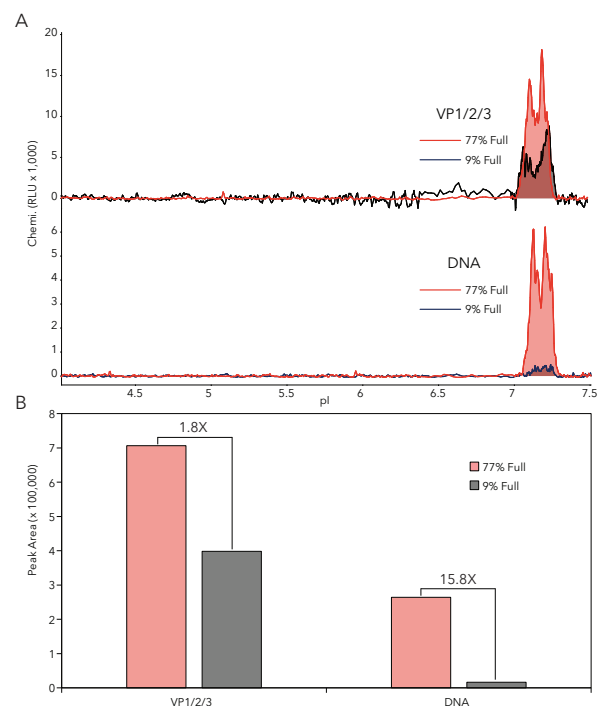 A
20
15
10
5
0
VP1/2/3
77% Full
9% Full
Chemi. (RLU x 1,000)
6
5
4
3
3
2
1
0
DNA
77% Full
9% Full
4.5 5 5.5 6 6.5 7 7.5
pI
B
8
7
6
5
4
3
2
1
0
Peak Area (x 100,000)
1.8X
15.8X
77% Full
9% Full
VP1/2/3 DNA